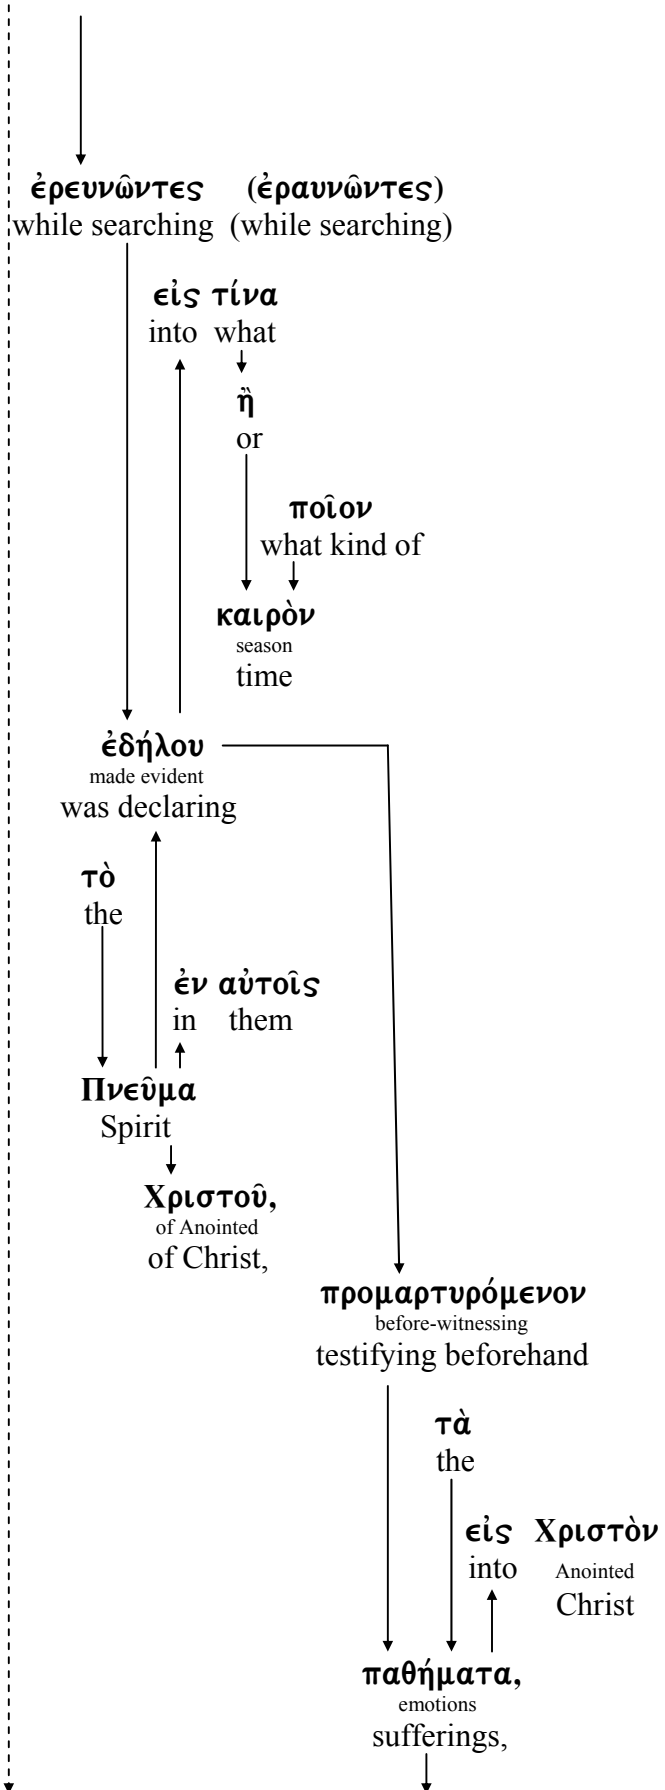 ἐρευνῶντες (ἐραυνῶντες)
while searching (while searching)
εἰς τίνα
into what
ἢ
or
ποῖον
what kind of
καιρὸν
season
time
ἐδήλου
made evident
was declaring
τὸ
the
ἐν αὐτοῖς
in them
Πνεῦμα
Spirit
Χριστοῦ,
of Anointed
of Christ,
προμαρτυρόμενον
before-witnessing
testifying beforehand
τὰ
the
εἰς Χριστὸν
into Anointed
Christ
παθήματα,
emotions
sufferings,